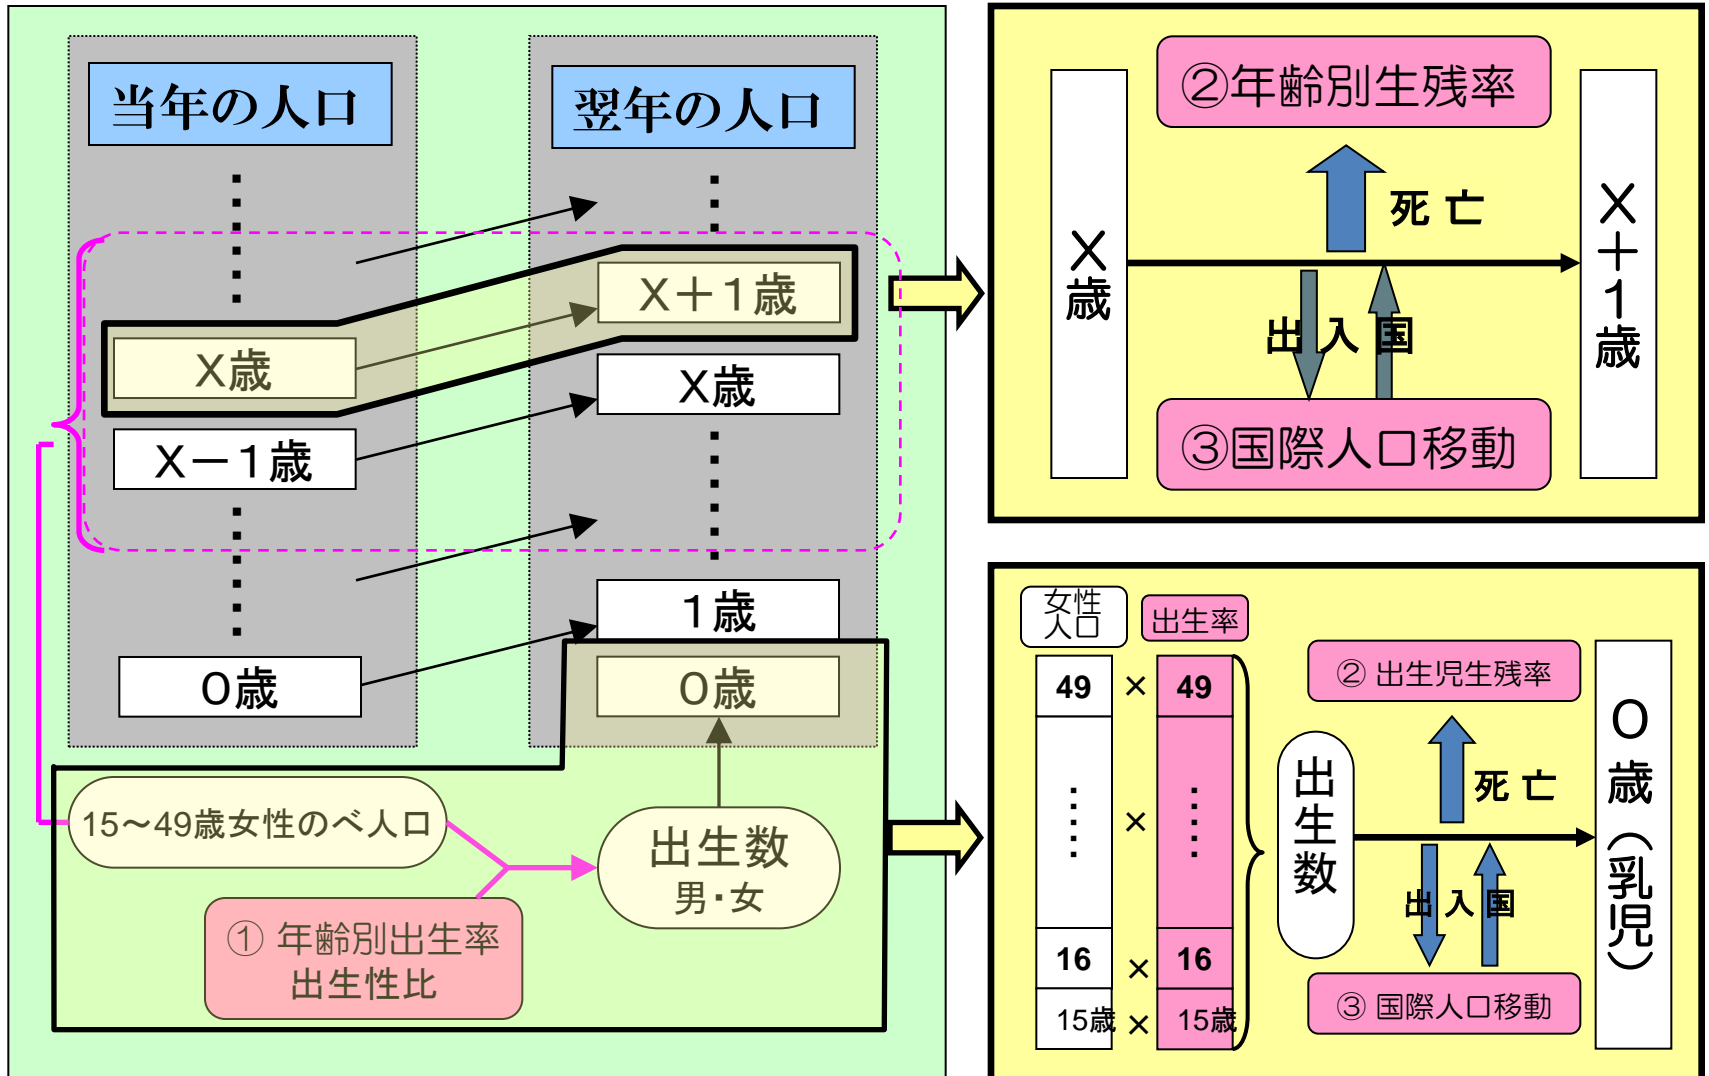 当年の人口
翌年の人口
X歳
X－1歳
0歳
X＋1歳
X歳
1歳
0歳
15～49歳女性のべ人口
① 年齢別出生率
出生性比
出生数
男・女
②年齢別生残率
X歳
死亡
出入国
X＋1歳
③国際人口移動
女性
人口
出生率
49 × 49
×
16 × 16
15歳 × 15歳
出生数
② 出生児生残率
死亡
出入国
③ 国際人口移動
0歳（乳児）